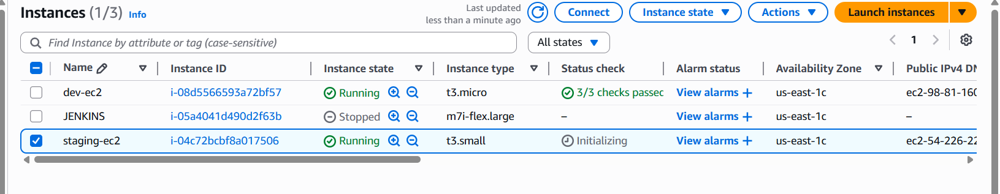 Instances (1/3) Info
Last updated
less than a minute ago
Connect Instance state Actions Launch instances
Find Instance by attribute or tag (case-sensitive)
All states
1
Name Instance ID Instance state Instance type Status check Alarm status Availability Zone Public IPv4 DN
dev-ec2 i-08d5566593a72bf57 Running t3.micro 3/3 checks passec View alarms + us-east-1c ec2-98-81-160
JENKINS i-05a4041d490d2f63b Stopped m7i-flex.large – View alarms + us-east-1c –
staging-ec2 i-04c72bcbf8a017506 Running t3.small Initializing View alarms + us-east-1c ec2-54-226-22